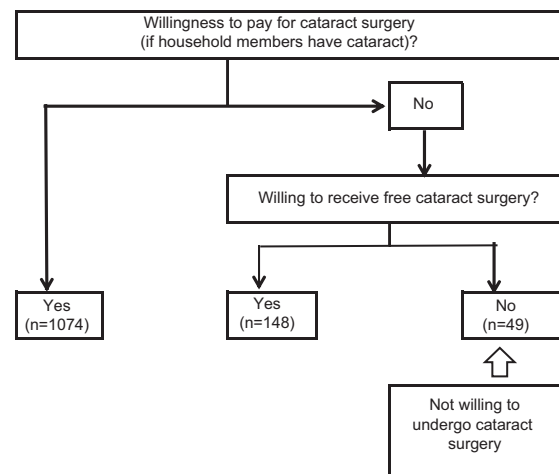 Willingness to pay for cataract surgery
(if household members have cataract)?
No
Willing to receive free cataract surgery?
Yes
(n=1074)
Yes
(n=148)
No
(n=49)
Not willing to
undergo cataract
surgery